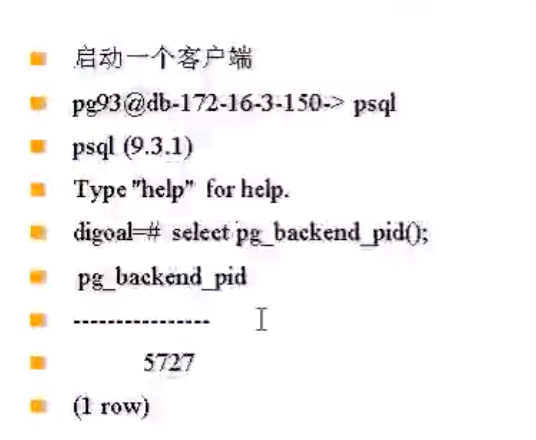 启动一个客户端
pg93@db-172-16-3-150-> psql
psql (9.3.1)
Type "help" for help.
digoal=# select pg_backend_pid();
pg_backend_pid
----------------
5727
(1 row)